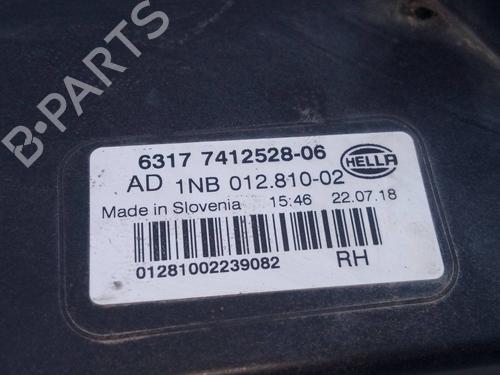 B-PARTS
6317 7412528-06
HELLA
AD 1NB 012.810-02
Made in Slovenia 15:46 22.07.18
01281002239082 RH